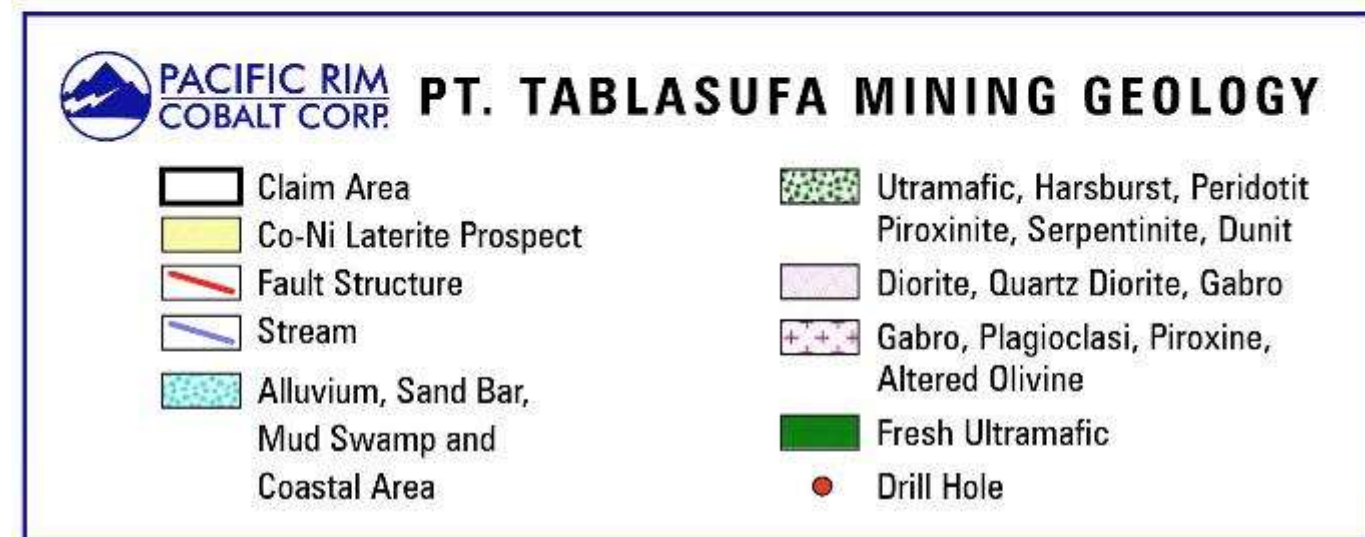 PACIFIC RIM
COBALT CORP.
PT. TABLASUFA MINING GEOLOGY
Claim Area
Co-Ni Laterite Prospect
Fault Structure
Stream
Alluvium, Sand Bar,
Mud Swamp and
Coastal Area
Utramafic, Harsburst, Peridotit
Piroxinite, Serpentinite, Dunit
Diorite, Quartz Diorite, Gabro
Gabro, Plagioclasi, Piroxine,
Altered Olivine
Fresh Ultramafic
Drill Hole